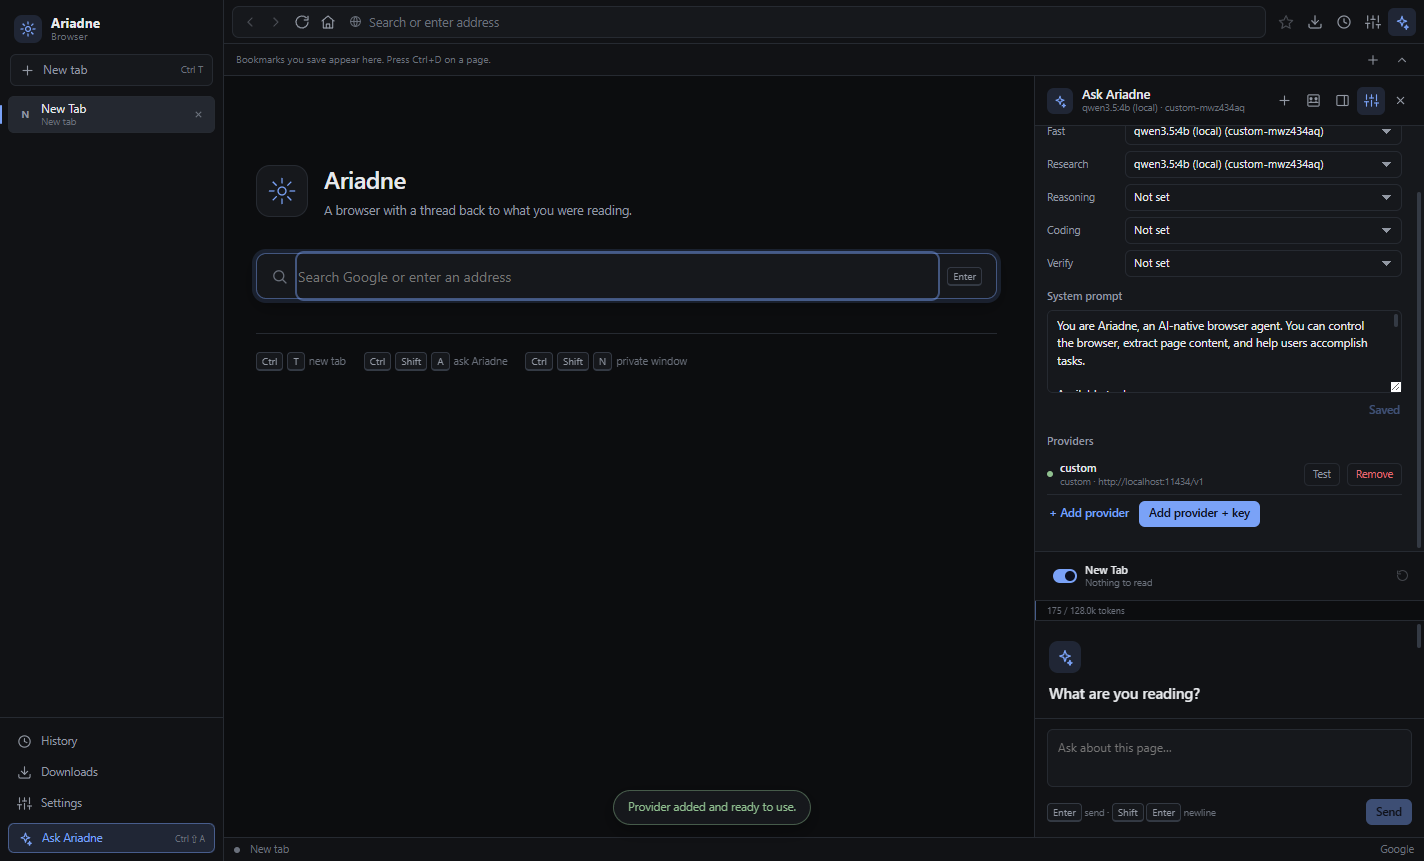 Ariadne
Browser
New tab Ctrl T
N New Tab
New tab
History
Downloads
Settings
Ask Ariadne Ctrl ⇧ A
Search or enter address
Bookmarks you save appear here. Press Ctrl+D on a page.
Ariadne
A browser with a thread back to what you were reading.
Search Google or enter an address Enter
Ctrl T new tab Ctrl Shift A ask Ariadne Ctrl Shift N private window
Provider added and ready to use.
New tab
Google
Ask Ariadne
qwen3.5:4b (local) · custom-mwz434aq
Fast qwen3.5:4b (local) (custom-mwz434aq)
Research qwen3.5:4b (local) (custom-mwz434aq)
Reasoning Not set
Coding Not set
Verify Not set
System prompt
You are Ariadne, an AI-native browser agent. You can control
the browser, extract page content, and help users accomplish
tasks.
Saved
Providers
custom
custom · http://localhost:11434/v1
Test Remove
+ Add provider Add provider + key
New Tab
Nothing to read
175 / 128.0k tokens
What are you reading?
Ask about this page...
Enter send · Shift Enter newline
Send